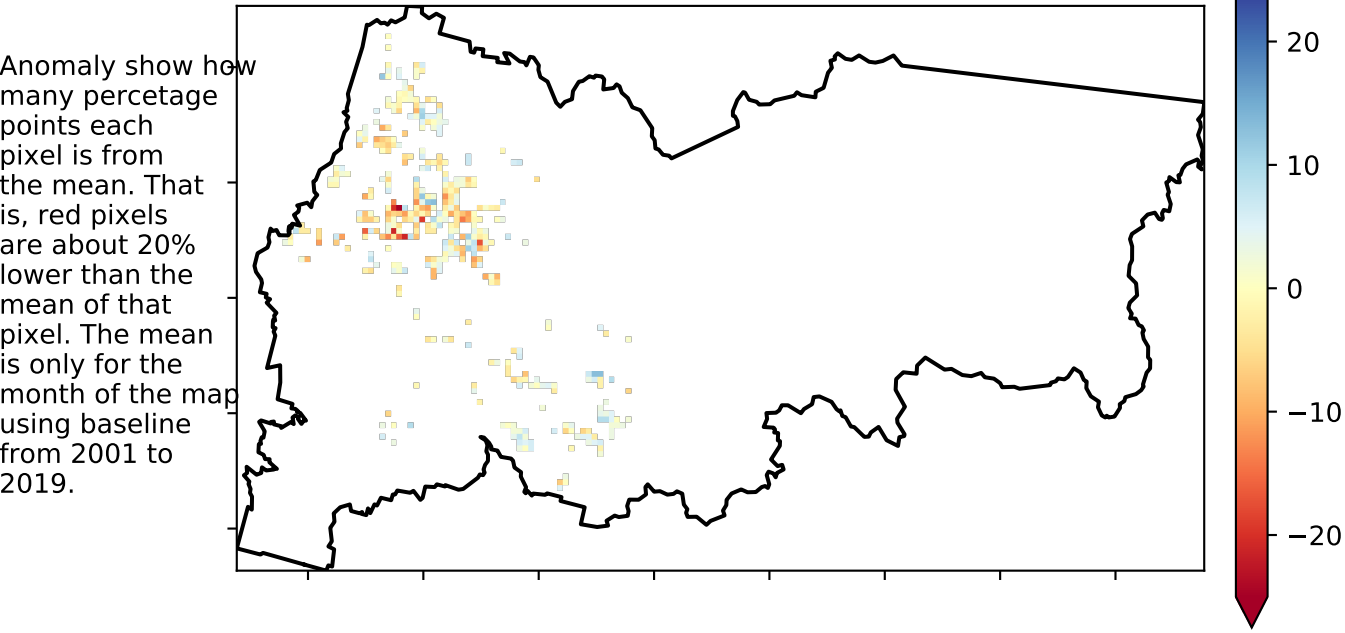 Anomaly show how
many percetage
points each
pixel is from
the mean. That
is, red pixels
are about 20%
lower than the
mean of that
pixel. The mean
is only for the
month of the map
using baseline
from 2001 to
2019.
20
10
0
−10
−20